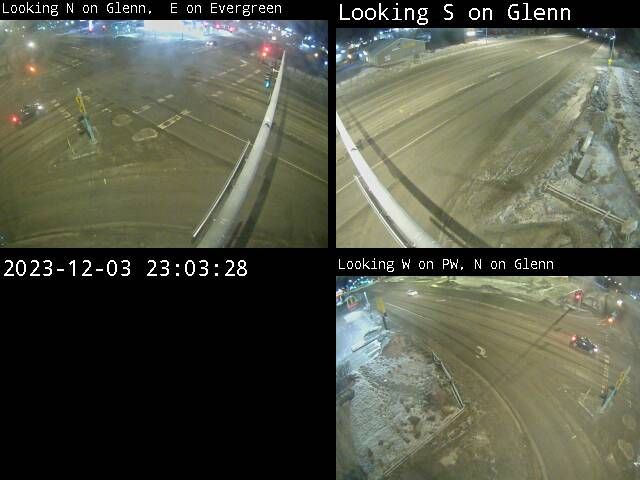 Looking N on Glenn, E on Evergreen
Looking S on Glenn
2023-12-03 23:03:28
Looking W on PW, N on Glenn